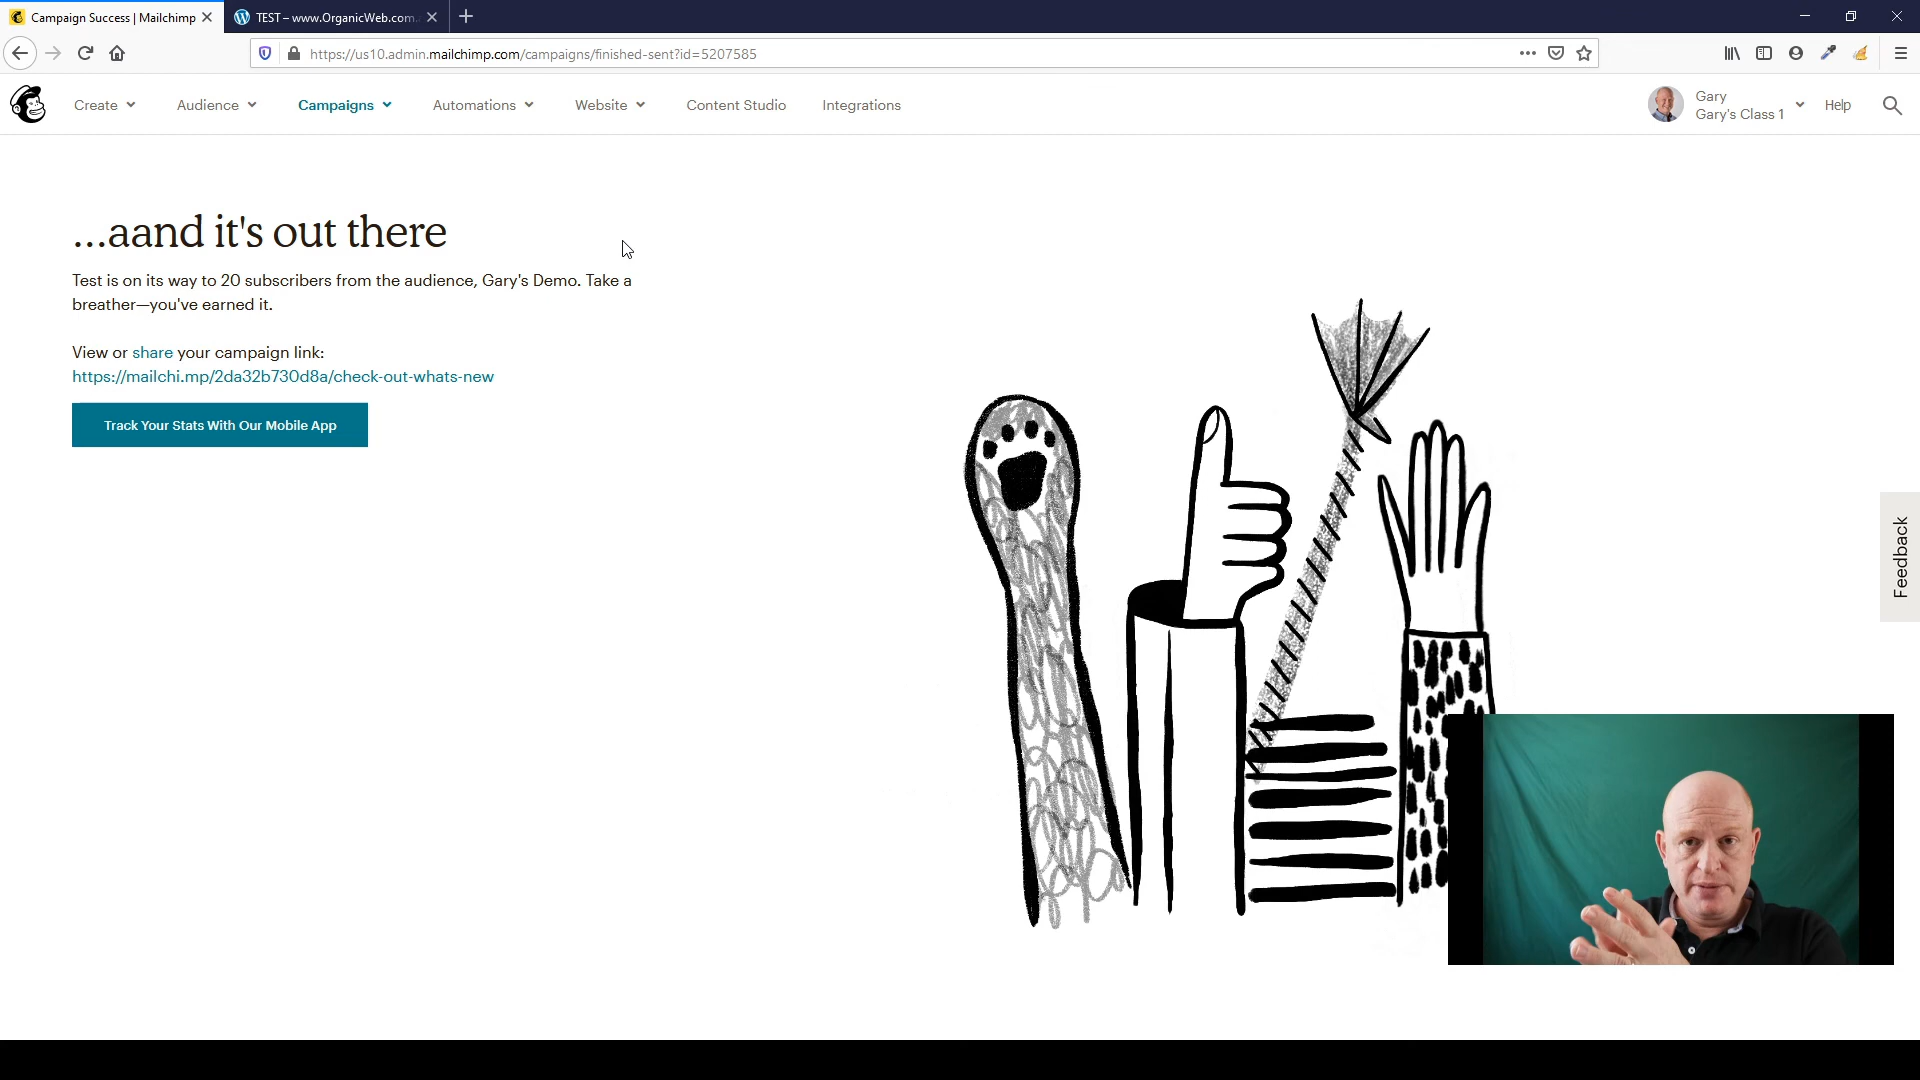 Campaign Success | Mailchimp
TEST – www.OrganicWeb.com.
https://us10.admin.mailchimp.com/campaigns/finished-sent?id=5207585
Create
Audience
Campaigns
Automations
Website
Content Studio
Integrations
Gary
Gary's Class 1
Help
...aand it's out there
Test is on its way to 20 subscribers from the audience, Gary's Demo. Take a
breather—you've earned it.
View or share your campaign link:
https://mailchi.mp/2da32b730d8a/check-out-whats-new
Track Your Stats With Our Mobile App
Feedback